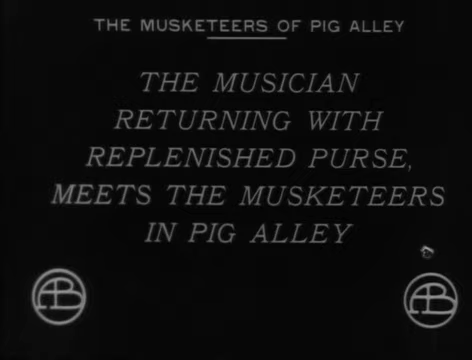 THE MUSKETEERS OF PIG ALLEY
THE MUSICIAN
RETURNING WITH
REPLENISHED PURSE,
MEETS THE MUSKETEERS
IN PIG ALLEY
AB AB